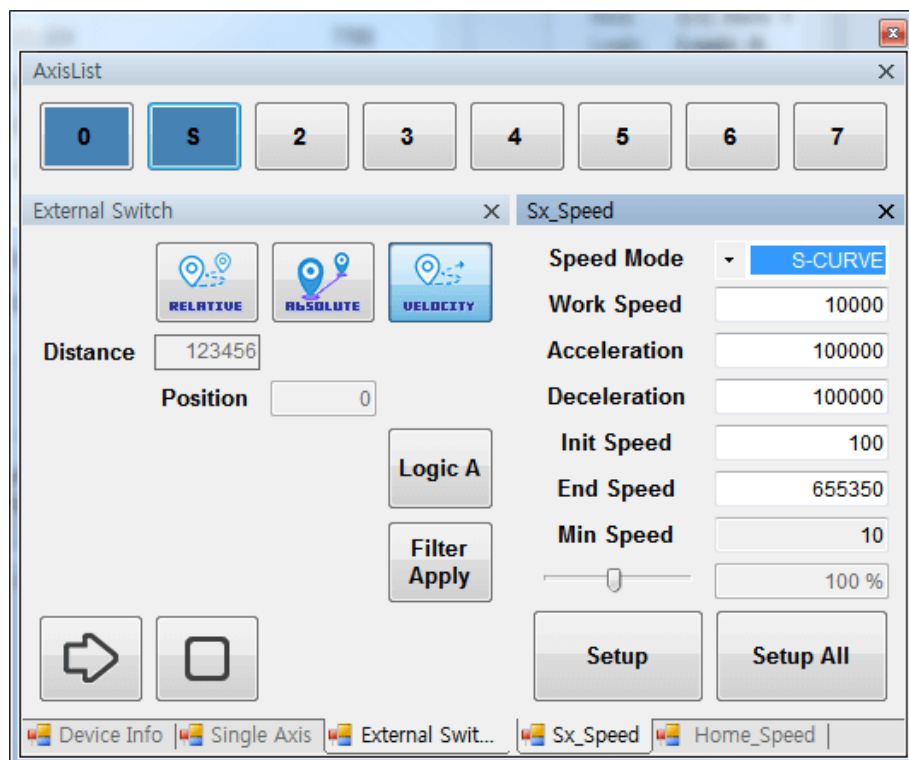 AxisList
0 S 2 3 4 5 6 7
External Switch
RELATIVE ABSOLUTE VELOCITY
Distance 123456
Position 0
Logic A
Filter
Apply
Sx_Speed
Speed Mode S-CURVE
Work Speed 10000
Acceleration 100000
Deceleration 100000
Init Speed 100
End Speed 655350
Min Speed 10
100 %
Setup Setup All
Device Info Single Axis External Swit... Sx_Speed Home_Speed